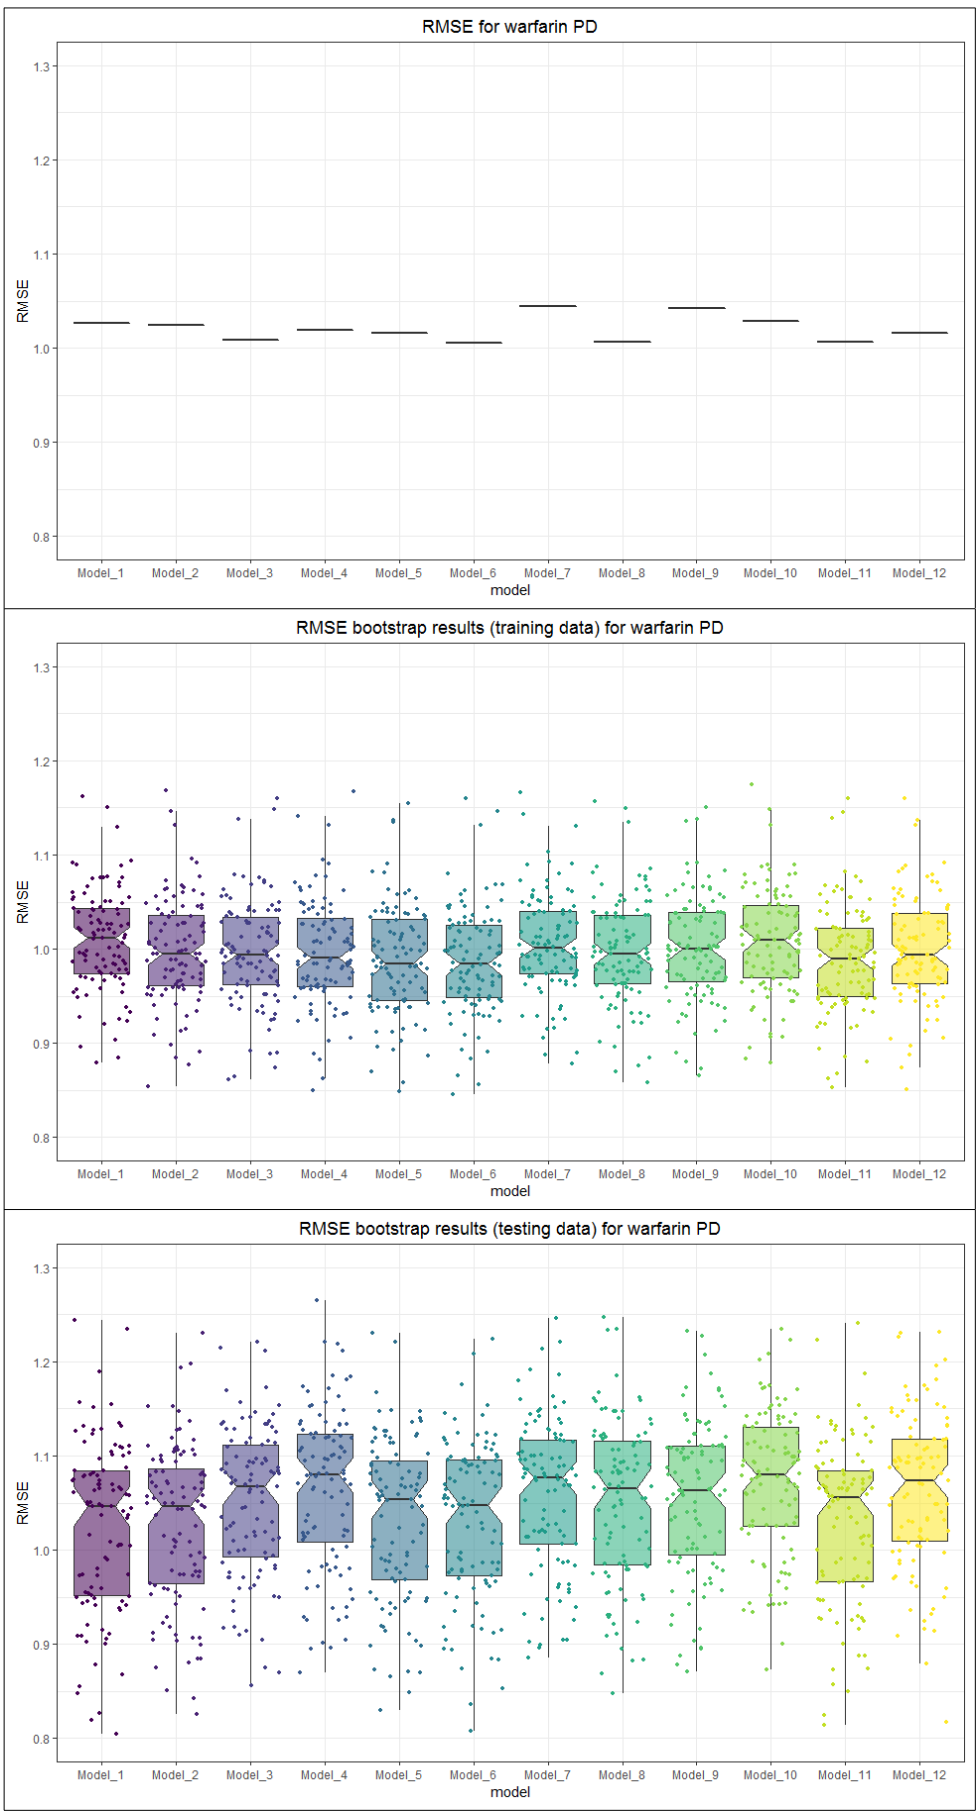 RMSE for warfarin PD
1.3
1.2
1.1
1.0
0.9
0.8
RMSE
Model_1 Model_2 Model_3 Model_4 Model_5 Model_6 Model_7 Model_8 Model_9 Model_10 Model_11 Model_12
model
RMSE bootstrap results (training data) for warfarin PD
1.3
1.2
1.1
1.0
0.9
0.8
RMSE
Model_1 Model_2 Model_3 Model_4 Model_5 Model_6 Model_7 Model_8 Model_9 Model_10 Model_11 Model_12
model
RMSE bootstrap results (testing data) for warfarin PD
1.3
1.2
1.1
1.0
0.9
0.8
RMSE
Model_1 Model_2 Model_3 Model_4 Model_5 Model_6 Model_7 Model_8 Model_9 Model_10 Model_11 Model_12
model